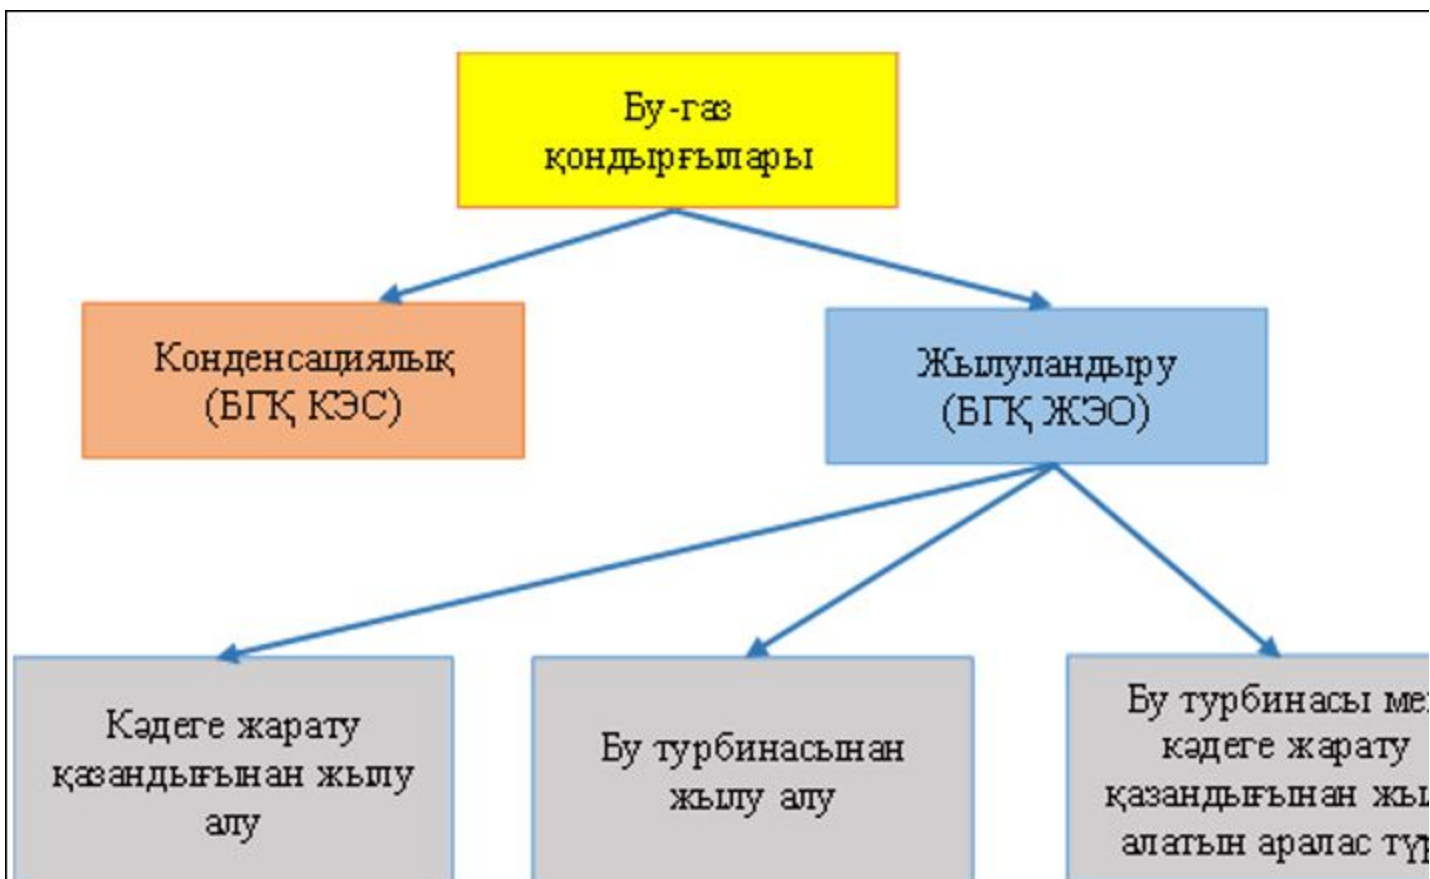 Бу-газ
қондырғылары
Конденсациялық
(БГҚ КЭС)
Жылуландыру
(БГҚ ЖЭО)
Кәдеге жарату
қазандығынан жылу
алу
Бу турбинасынан
жылу алу
Бу турбинасы
кәдеге жарату
қазандығынан
алатын аралас